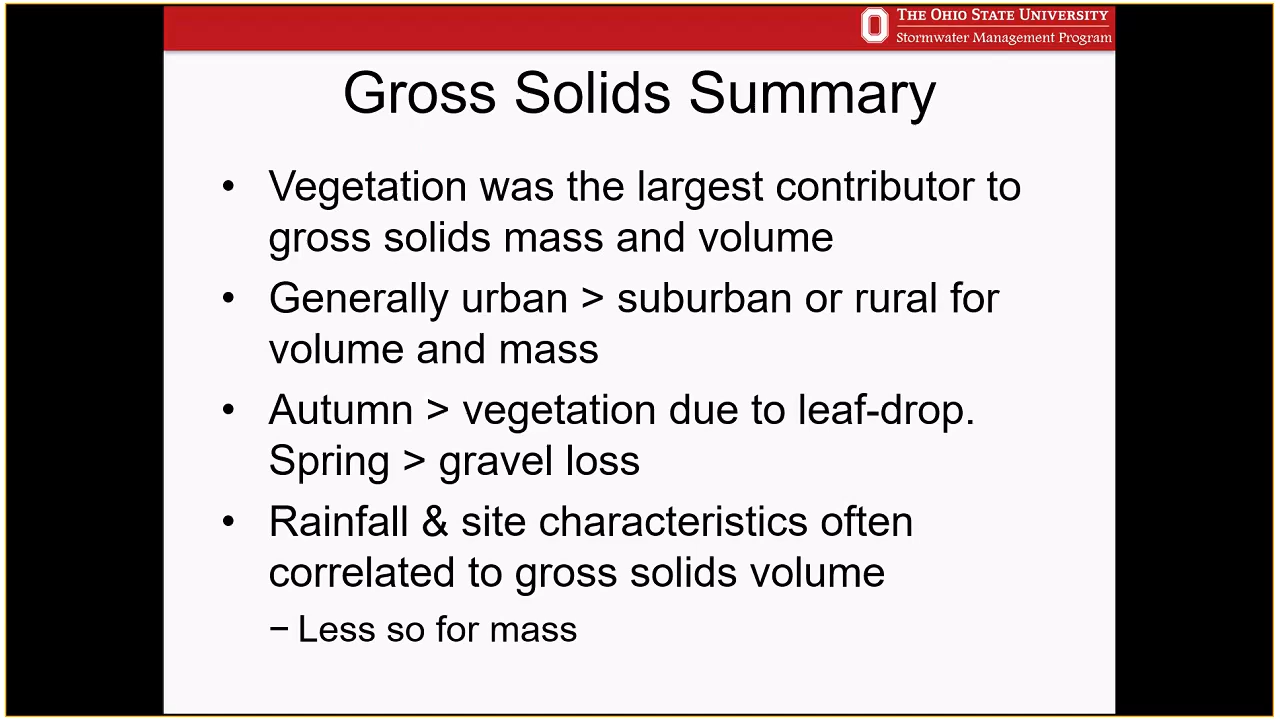 THE OHIO STATE UNIVERSITY
Stormwater Management Program
Gross Solids Summary
• Vegetation was the largest contributor to
gross solids mass and volume
• Generally urban > suburban or rural for
volume and mass
• Autumn > vegetation due to leaf-drop.
Spring > gravel loss
• Rainfall & site characteristics often
correlated to gross solids volume
− Less so for mass